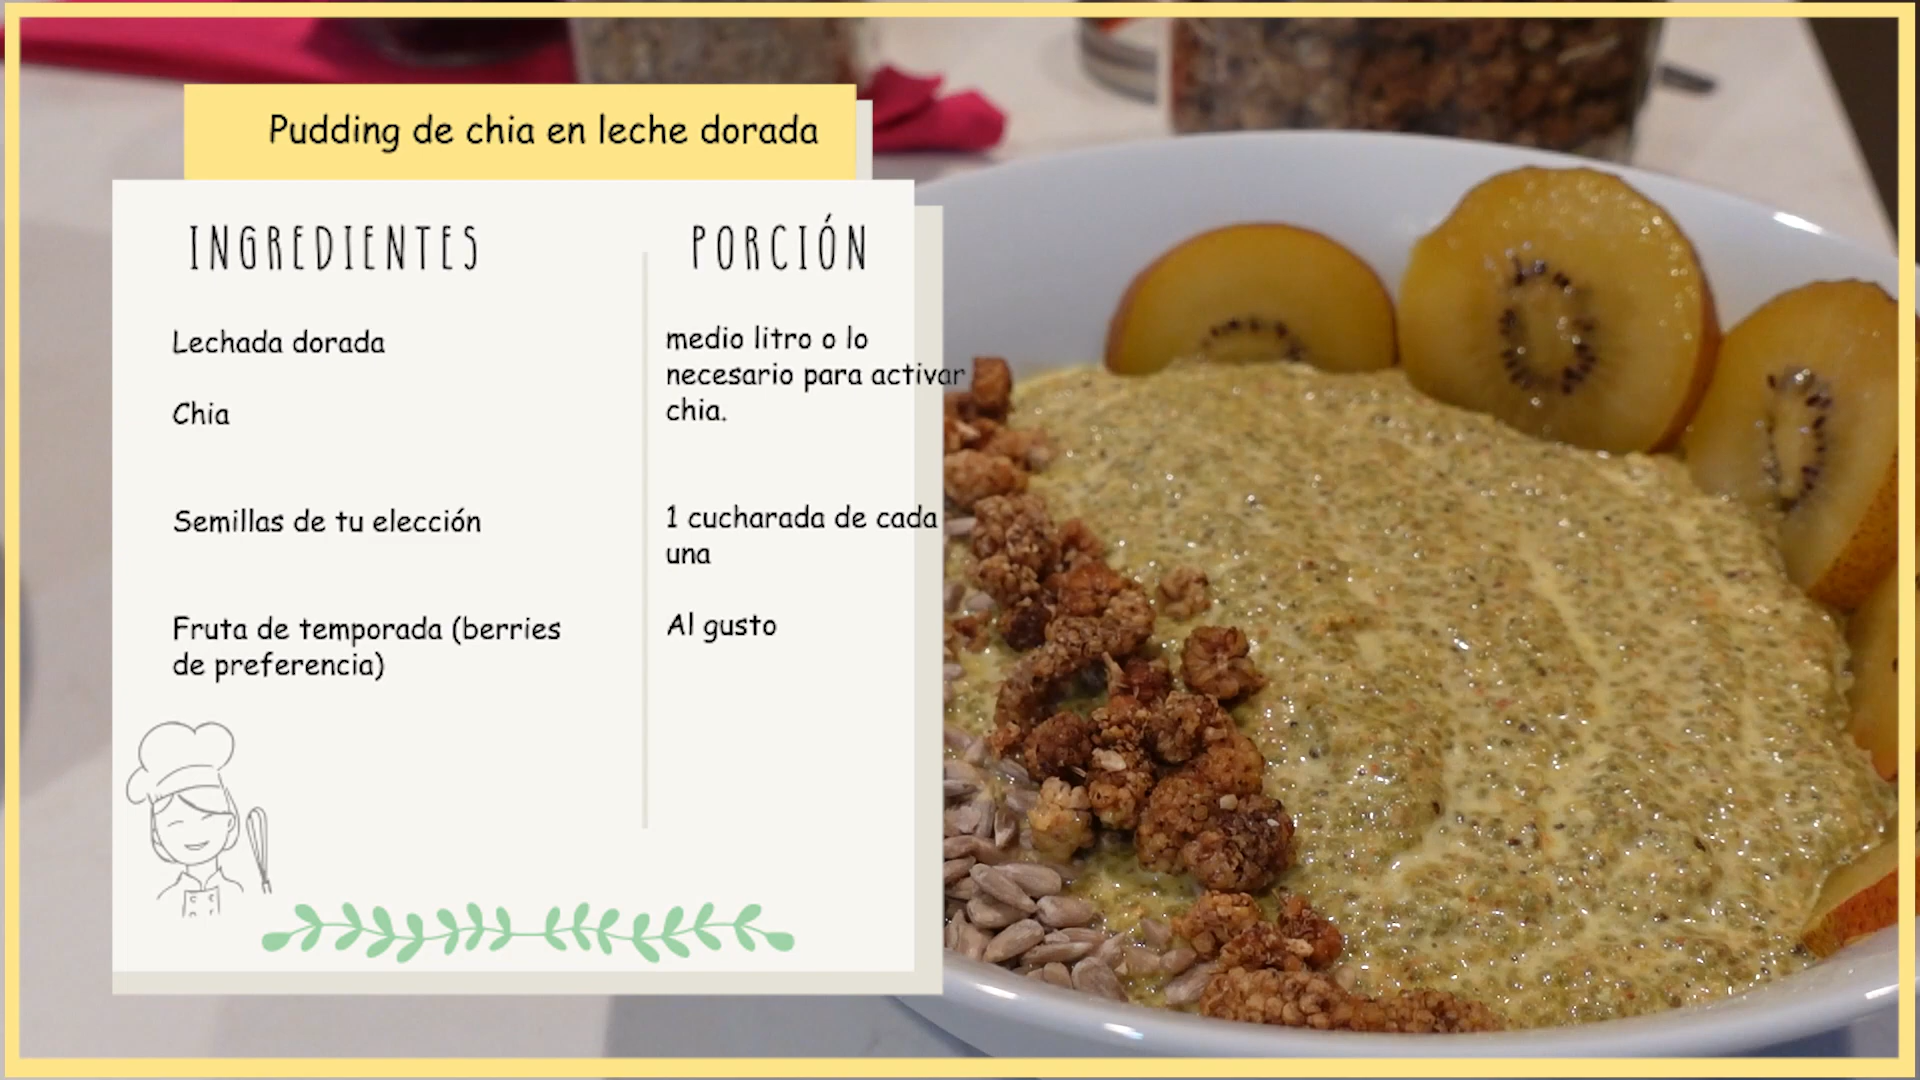 Pudding de chia en leche dorada
INGREDIENTES
PORCIÓN
Lechada dorada
medio litro o lo
necesario para activar
chia.
Chia
Semillas de tu elección
1 cucharada de cada
una
Fruta de temporada (berries
de preferencia)
Al gusto